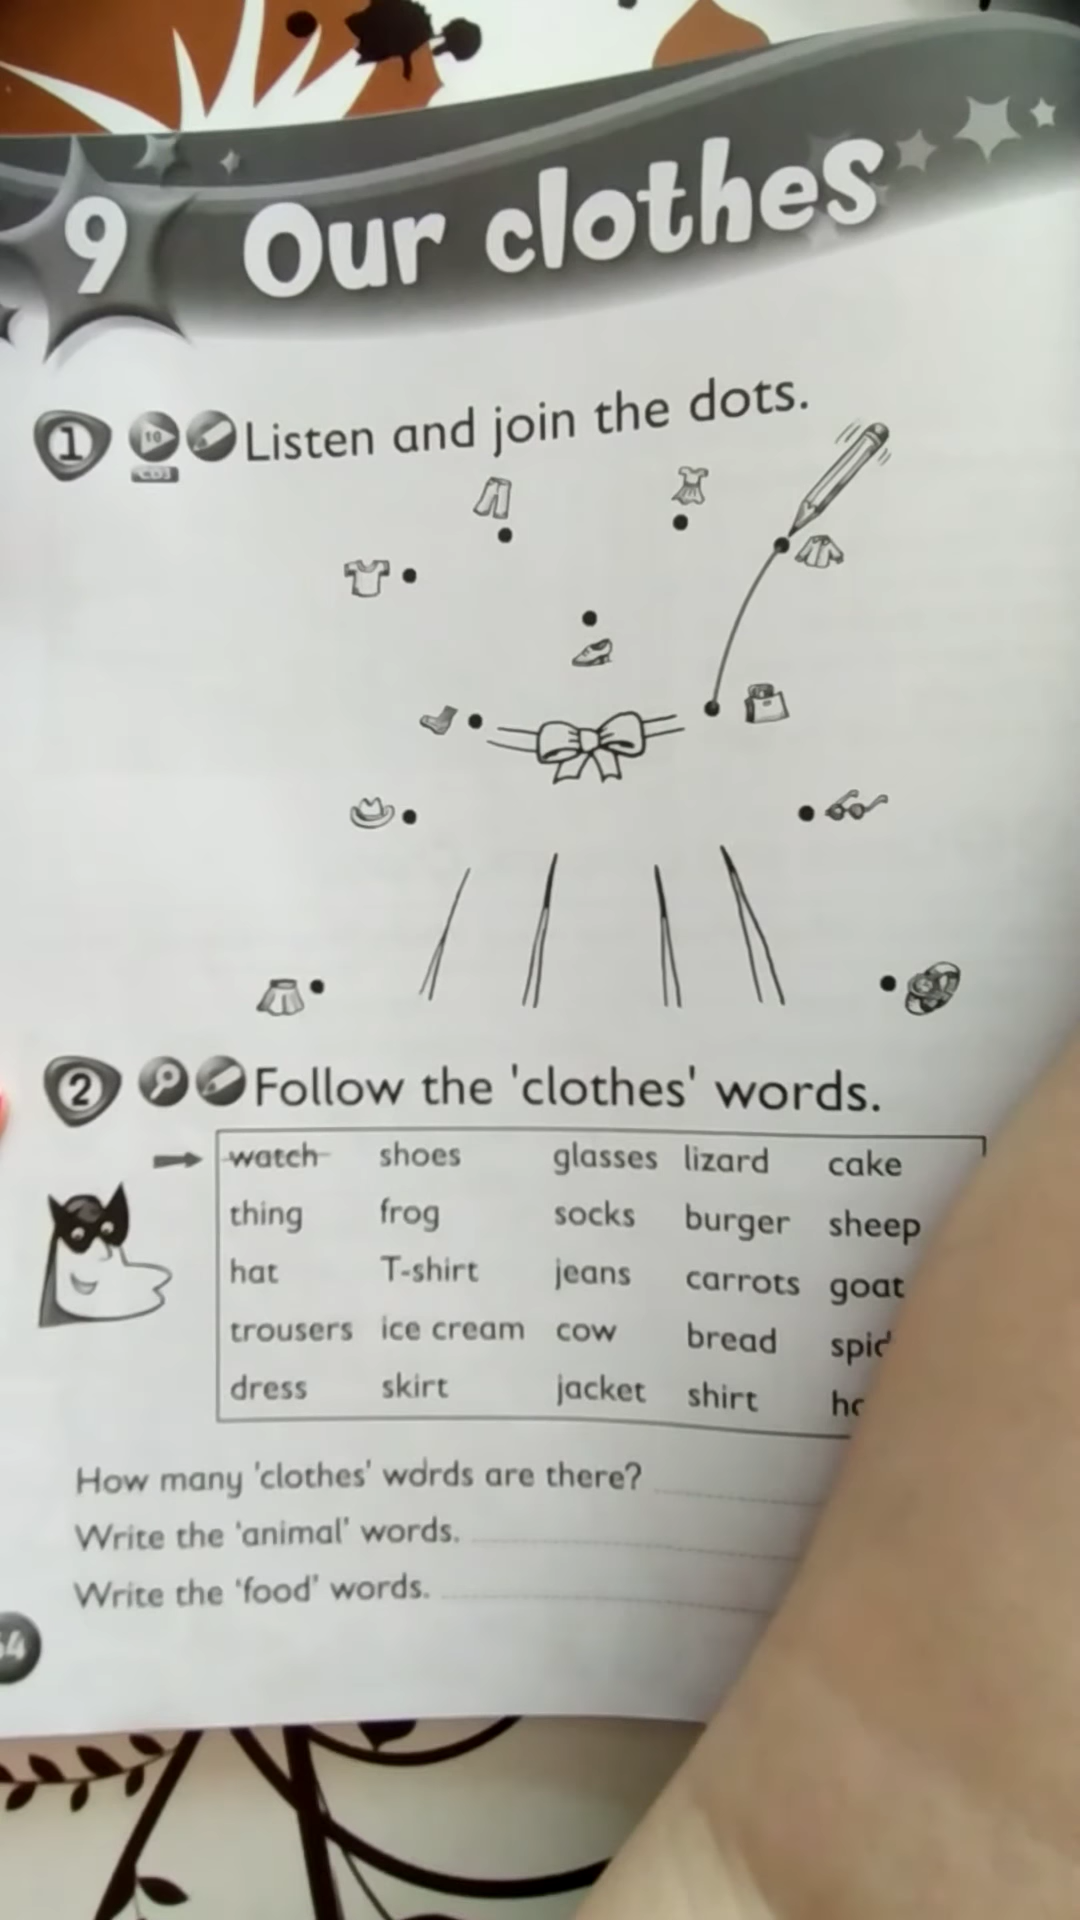 9 Our clothes
1 10 CD3 Listen and join the dots.
2 Follow the 'clothes' words.
watch shoes glasses lizard cake
thing frog socks burger sheep
hat T-shirt jeans carrots goat
trousers ice cream cow bread
dress skirt jacket shirt
How many 'clothes' words are there?
Write the 'animal' words.
Write the 'food' words.